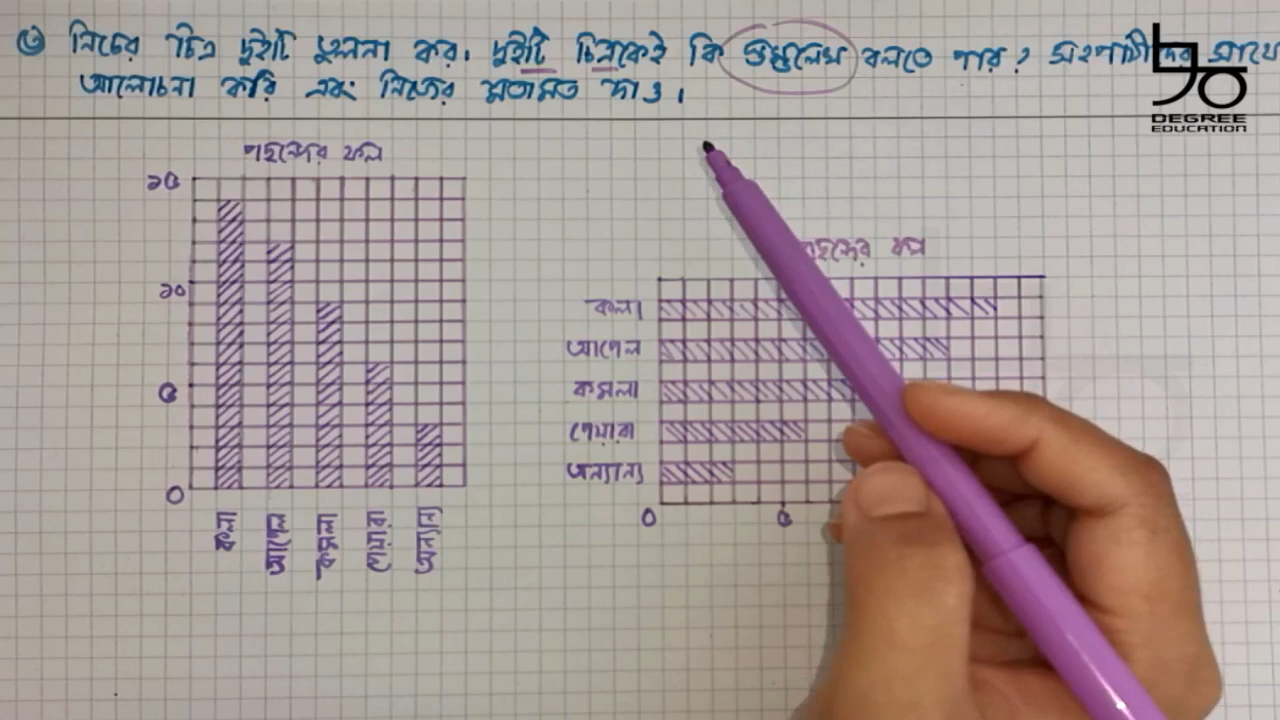 ৩ নিচের চিত্র দুইটি তুলনা কর। দুইটি চিত্রকেই কি স্তম্ভলেখ বলতে পার? সহপাঠীদের সাথে
আলোচনা করি এবং নিজের মতামত দাও।
DEGREE
EDUCATION
পছন্দের ফল
১৫
১০
৫
০
কলা
আপেল
কমলা
পেয়ারা
অন্যান্য
পছন্দের ফল
কলা
আপেল
কমলা
পেয়ারা
অন্যান্য
০
৫